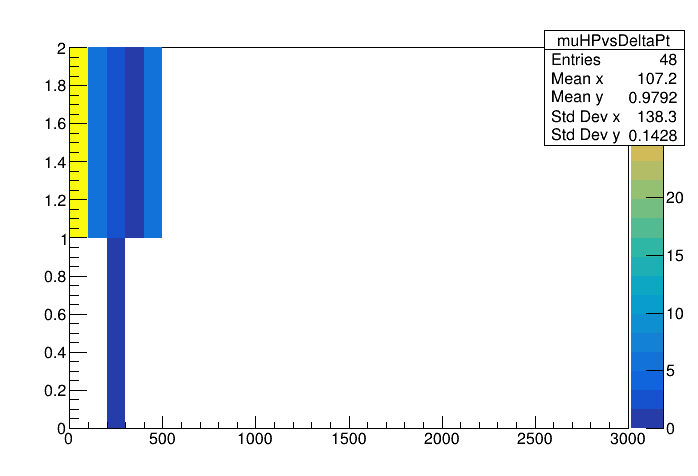 muHPvsDeltaPt
Entries 48
Mean x 107.2
Mean y 0.9792
Std Dev x 138.3
Std Dev y 0.1428
2
1.8
1.6
1.4
1.2
1
0.8
0.6
0.4
0.2
0
0 500 1000 1500 2000 2500 3000
20
15
10
5
0